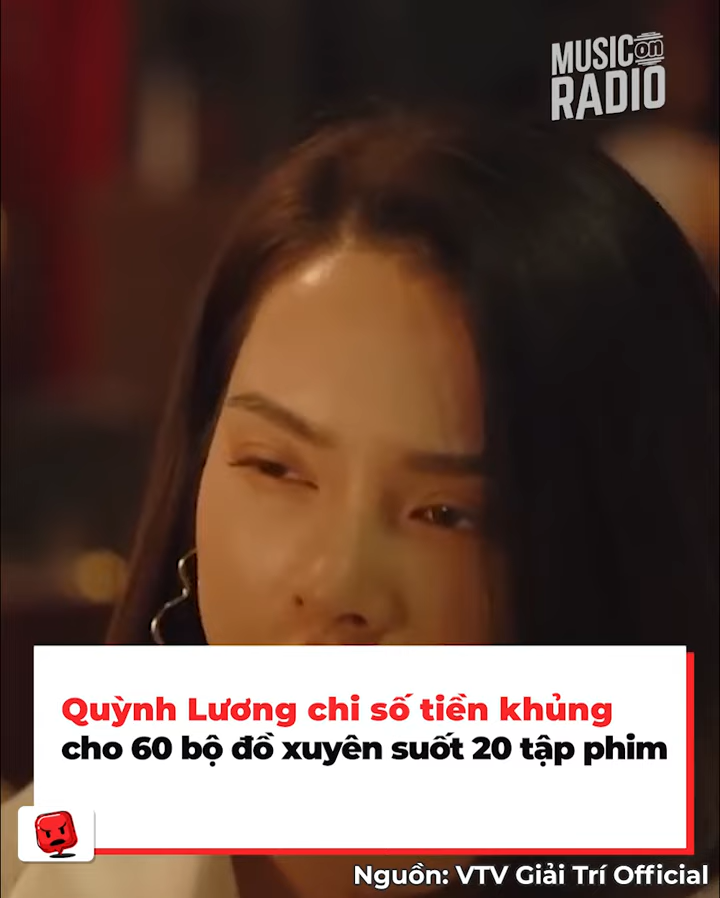 MUSIC on
RADIO
Quỳnh Lương chi số tiền khủng
cho 60 bộ đồ xuyên suốt 20 tập phim
Nguồn: VTV Giải Trí Official